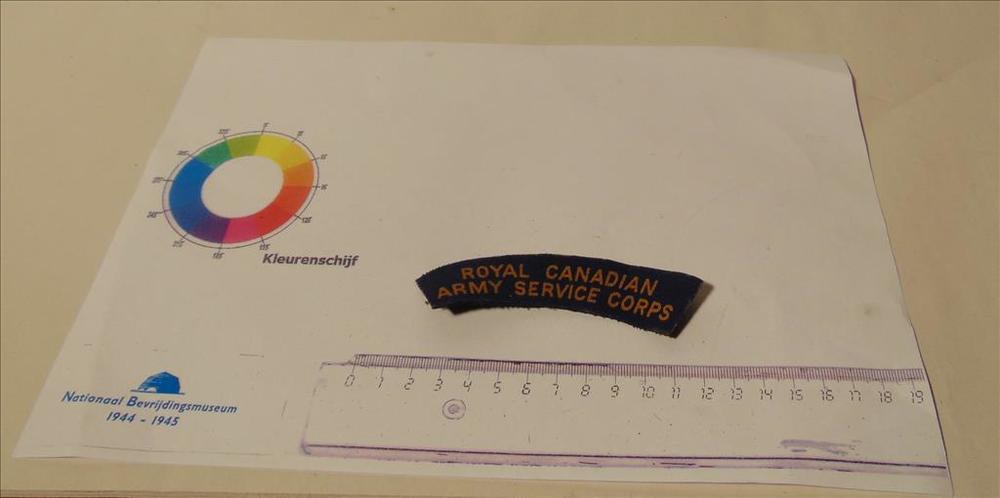 Kleurenschijf
ROYAL CANADIAN
ARMY SERVICE CORPS
0 1 2 3 4 5 6 7 8 9 10 11 12 13 14 15 16 17 18 19
Nationaal Bevrijdingsmuseum
1944 - 1945